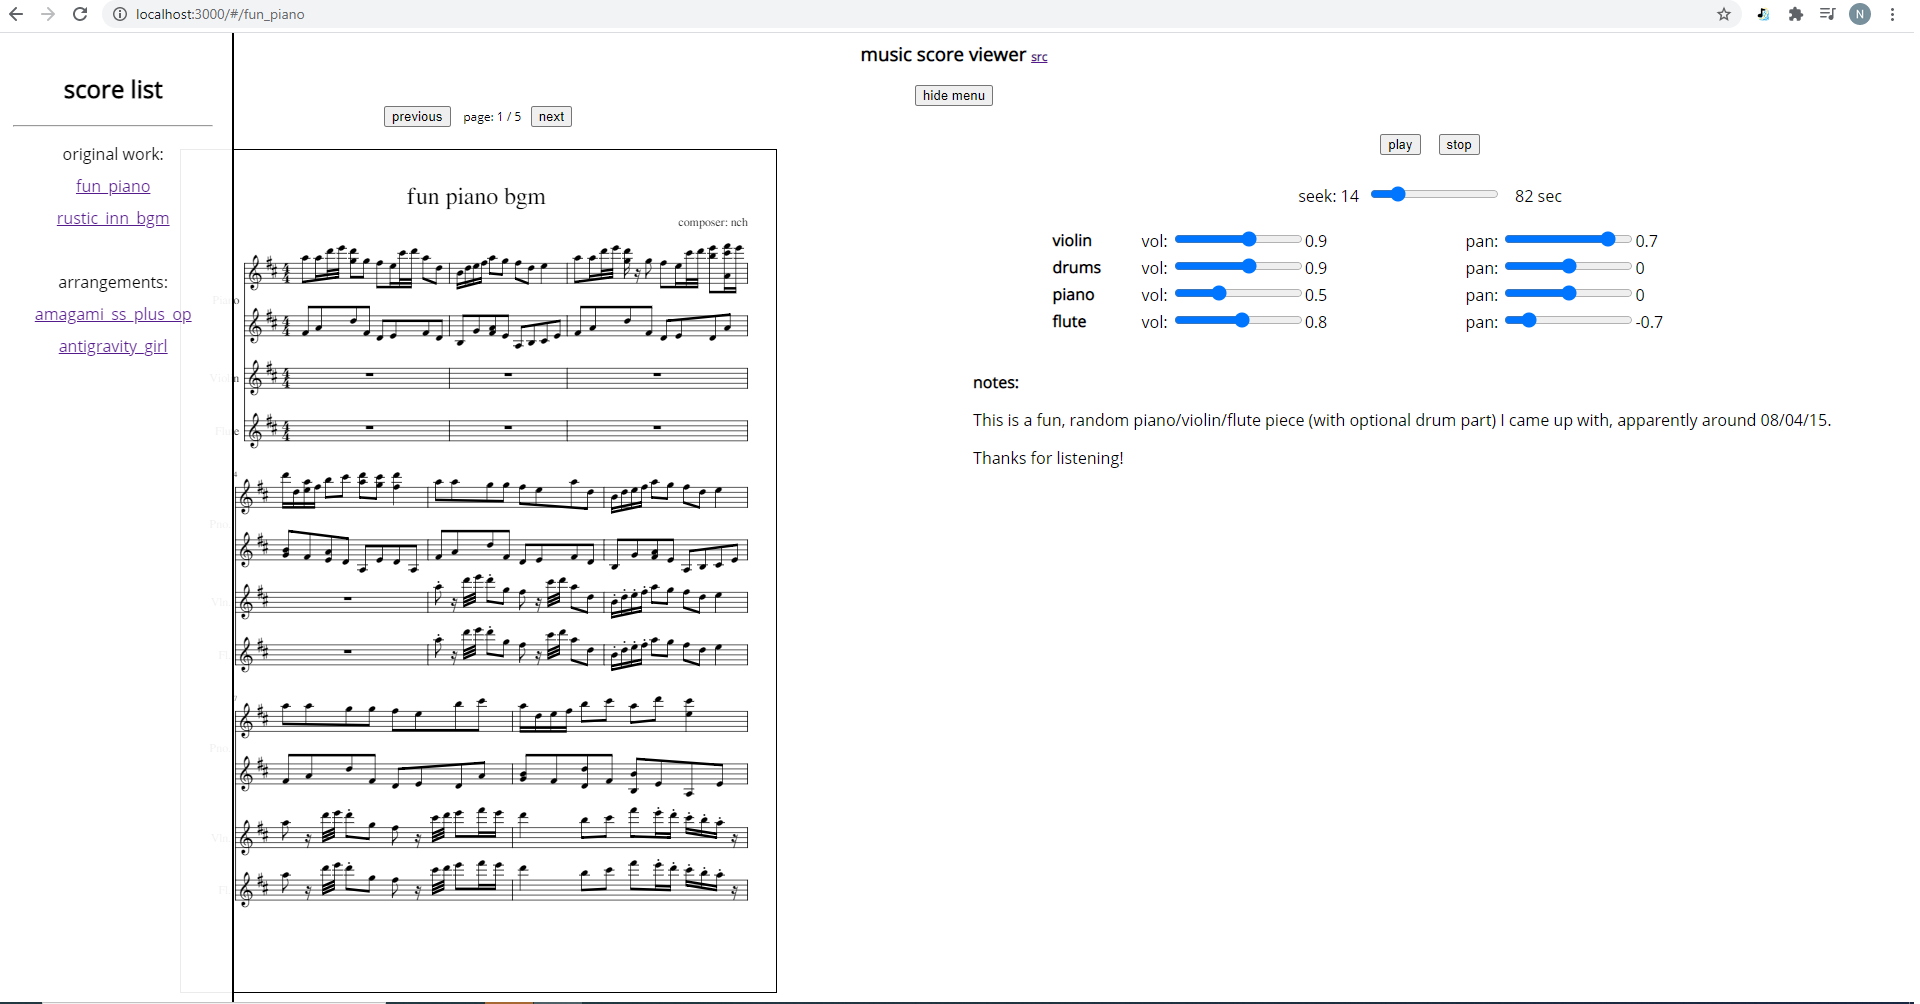 localhost:3000/#/fun_piano
N
music score viewer src
hide menu
score list
original work:
fun_piano
rustic_inn_bgm
arrangements:
amagami_ss_plus_op
antigravity_girl
previous page: 1 / 5 next
fun piano bgm
composer: nch
Piano
Violin
Flute
play stop
seek: 14 82 sec
violin vol: 0.9 pan: 0.7
drums vol: 0.9 pan: 0
piano vol: 0.5 pan: 0
flute vol: 0.8 pan: -0.7
notes:
This is a fun, random piano/violin/flute piece (with optional drum part) I came up with, apparently around 08/04/15.
Thanks for listening!